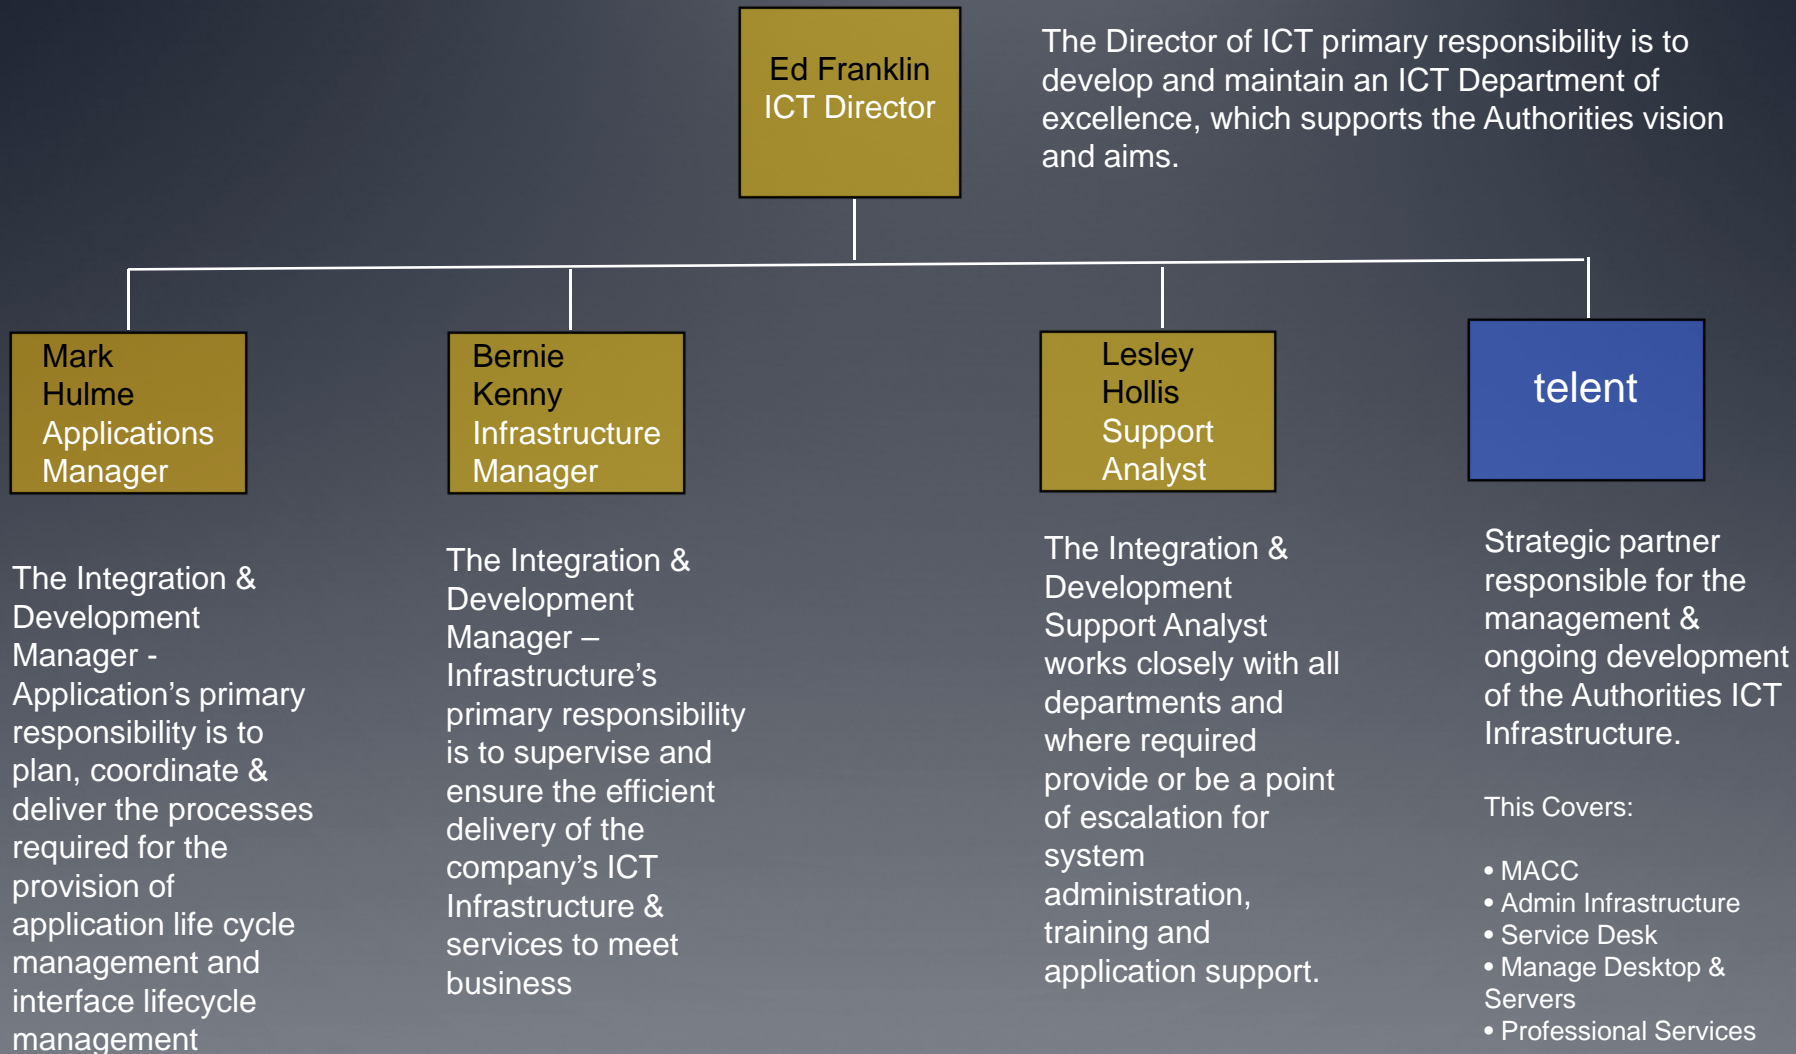 Ed Franklin
ICT Director
The Director of ICT primary responsibility is to
develop and maintain an ICT Department of
excellence, which supports the Authorities vision
and aims.
Mark
Hulme
Applications
Manager
Bernie
Kenny
Infrastructure
Manager
Lesley
Hollis
Support
Analyst
telent
The Integration &
Development
Manager -
Application’s primary
responsibility is to
plan, coordinate &
deliver the processes
required for the
provision of
application life cycle
management and
interface lifecycle
management
The Integration &
Development
Manager –
Infrastructure’s
primary responsibility
is to supervise and
ensure the efficient
delivery of the
company’s ICT
Infrastructure &
services to meet
business
The Integration &
Development
Support Analyst
works closely with all
departments and
where required
provide or be a point
of escalation for
system
administration,
training and
application support.
Strategic partner
responsible for the
management &
ongoing development
of the Authorities ICT
Infrastructure.
This Covers:
• MACC
• Admin Infrastructure
• Service Desk
• Manage Desktop &
Servers
• Professional Services